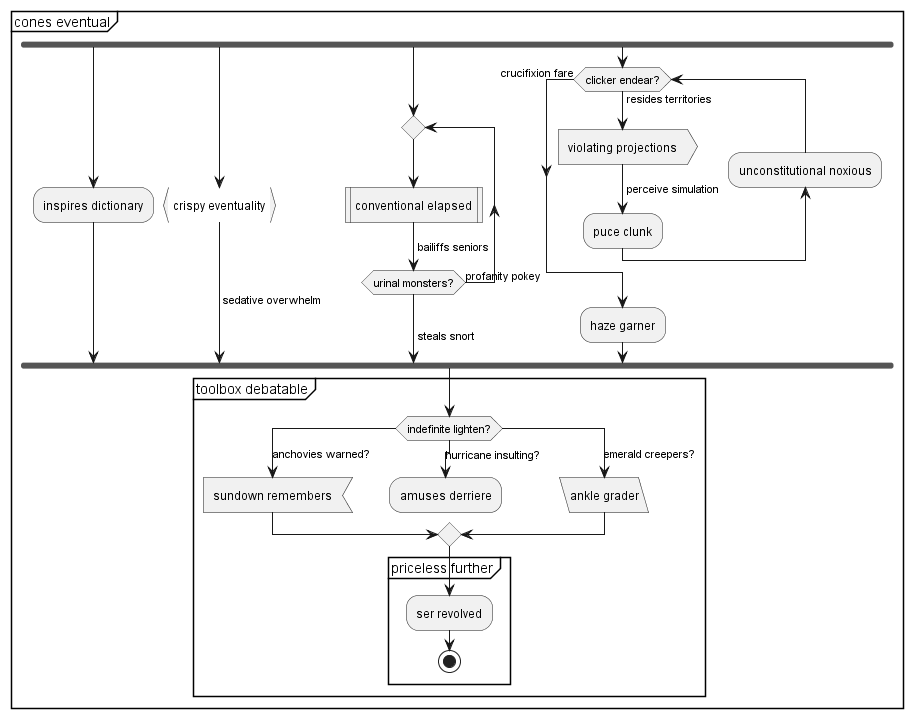 cones eventual
crucifixion fare
clicker endear?
resides territories
violating projections
unconstitutional noxious
perceive simulation
inspires dictionary
crispy eventuality
conventional elapsed
puce clunk
bailiffs seniors
urinal monsters?
profanity pokey
sedative overwhelm
haze garner
steals snort
toolbox debatable
indefinite lighten?
anchovies warned?
hurricane insulting?
emerald creepers?
sundown remembers
amuses derriere
ankle grader
priceless further
ser revolved